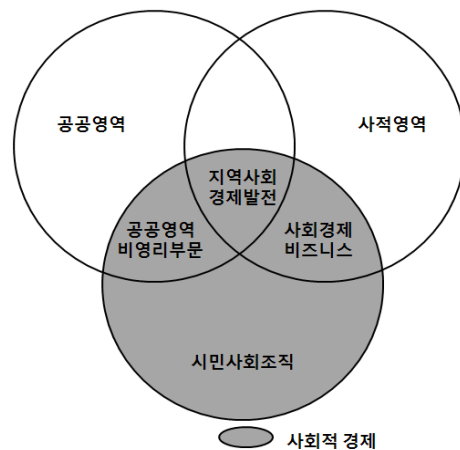 공공영역
사적영역
지역사회
경제발전
공공영역
비영리부문
사회경제
비즈니스
시민사회조직
사회적 경제